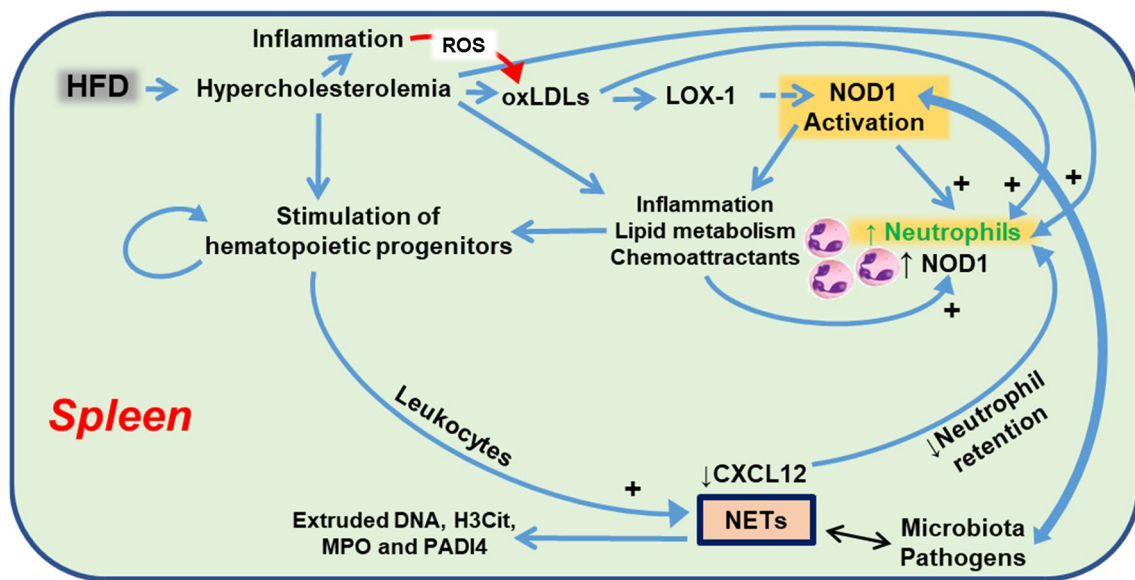 Inflammation
ROS
HFD
Hypercholesterolemia
oxLDLs
LOX-1
NOD1
Activation
+
+
+
Inflammation
Lipid metabolism
Chemoattractants
Stimulation of
hematopoietic progenitors
↑ Neutrophils
↑ NOD1
+
Spleen
Leukocytes
+
↓Neutrophil
retention
↓CXCL12
NETs
Extruded DNA, H3Cit,
MPO and PADI4
Microbiota
Pathogens